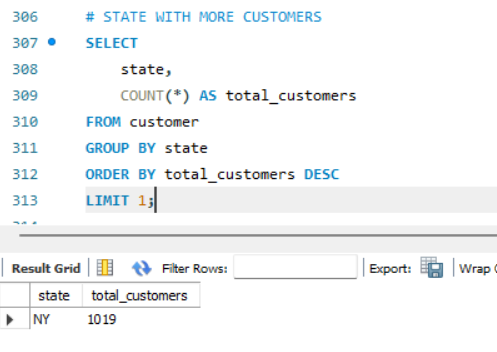 306 # STATE WITH MORE CUSTOMERS
307 SELECT
308 state,
309 COUNT(*) AS total_customers
310 FROM customer
311 GROUP BY state
312 ORDER BY total_customers DESC
313 LIMIT 1;
Result Grid Filter Rows: Export: Wrap
state total_customers
NY 1019